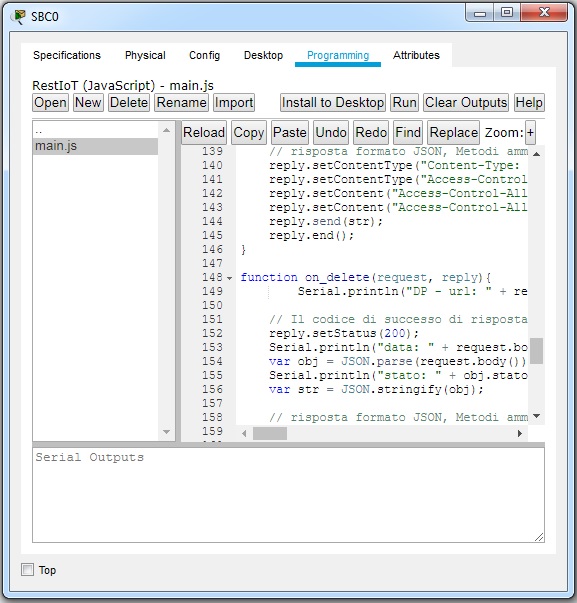 SBC0
Specifications Physical Config Desktop Programming Attributes
RestIoT (JavaScript) - main.js
Open New Delete Rename Import Install to Desktop Run Clear Outputs Help
..
main.js
Reload Copy Paste Undo Redo Find Replace Zoom: +
139 // risposta formato JSON, Metodi amm
140 reply.setContentType("Content-Type:
141 reply.setContentType("Access-Control
142 reply.setContent("Access-Control-All
143 reply.setContent("Access-Control-All
144 reply.send(str);
145 reply.end();
146 }
147
148 function on_delete(request, reply){
149 Serial.println("DP - url: " + re
150
151 // Il codice di successo di risposta
152 reply.setStatus(200);
153 Serial.println("data: " + request.bo
154 var obj = JSON.parse(request.body())
155 Serial.println("stato: " + obj.stato
156 var str = JSON.stringify(obj);
157
158 // risposta formato JSON, Metodi amm
159
Serial Outputs
Top